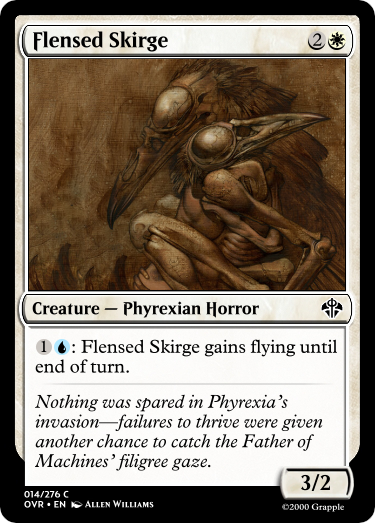 Flensed Skirge 2
Creature — Phyrexian Horror
1: Flensed Skirge gains flying until
end of turn.
Nothing was spared in Phyrexia's
invasion—failures to thrive were given
another chance to catch the Father of
Machines' filigree gaze.
3/2
014/276 C
OVR • EN Allen Williams
©2000 Grapple